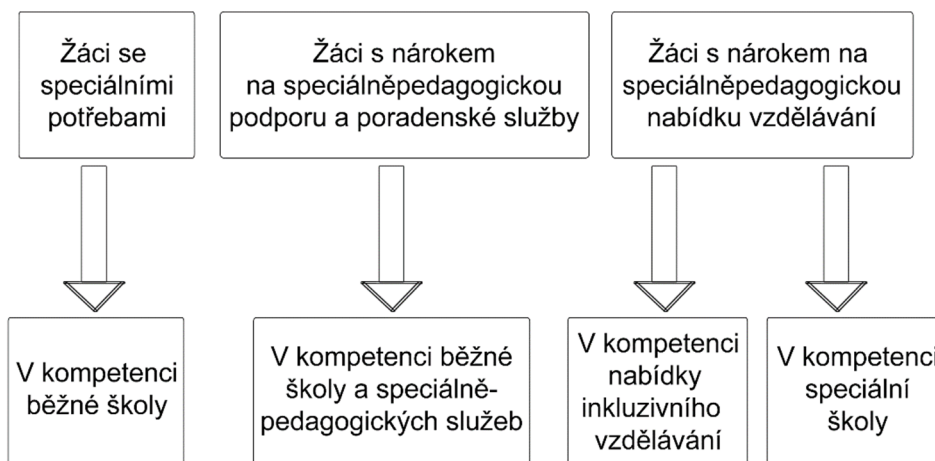 Žáci se
speciálními
potřebami
Žáci s nárokem
na speciálněpedagogickou
podporu a poradenské služby
Žáci s nárokem na
speciálněpedagogickou
nabídku vzdělávání
V kompetenci
běžné školy
V kompetenci běžné
školy a speciálně-
pedagogických služeb
V kompetenci
nabídky
inkluzivního
vzdělávání
V kompetenci
speciální
školy